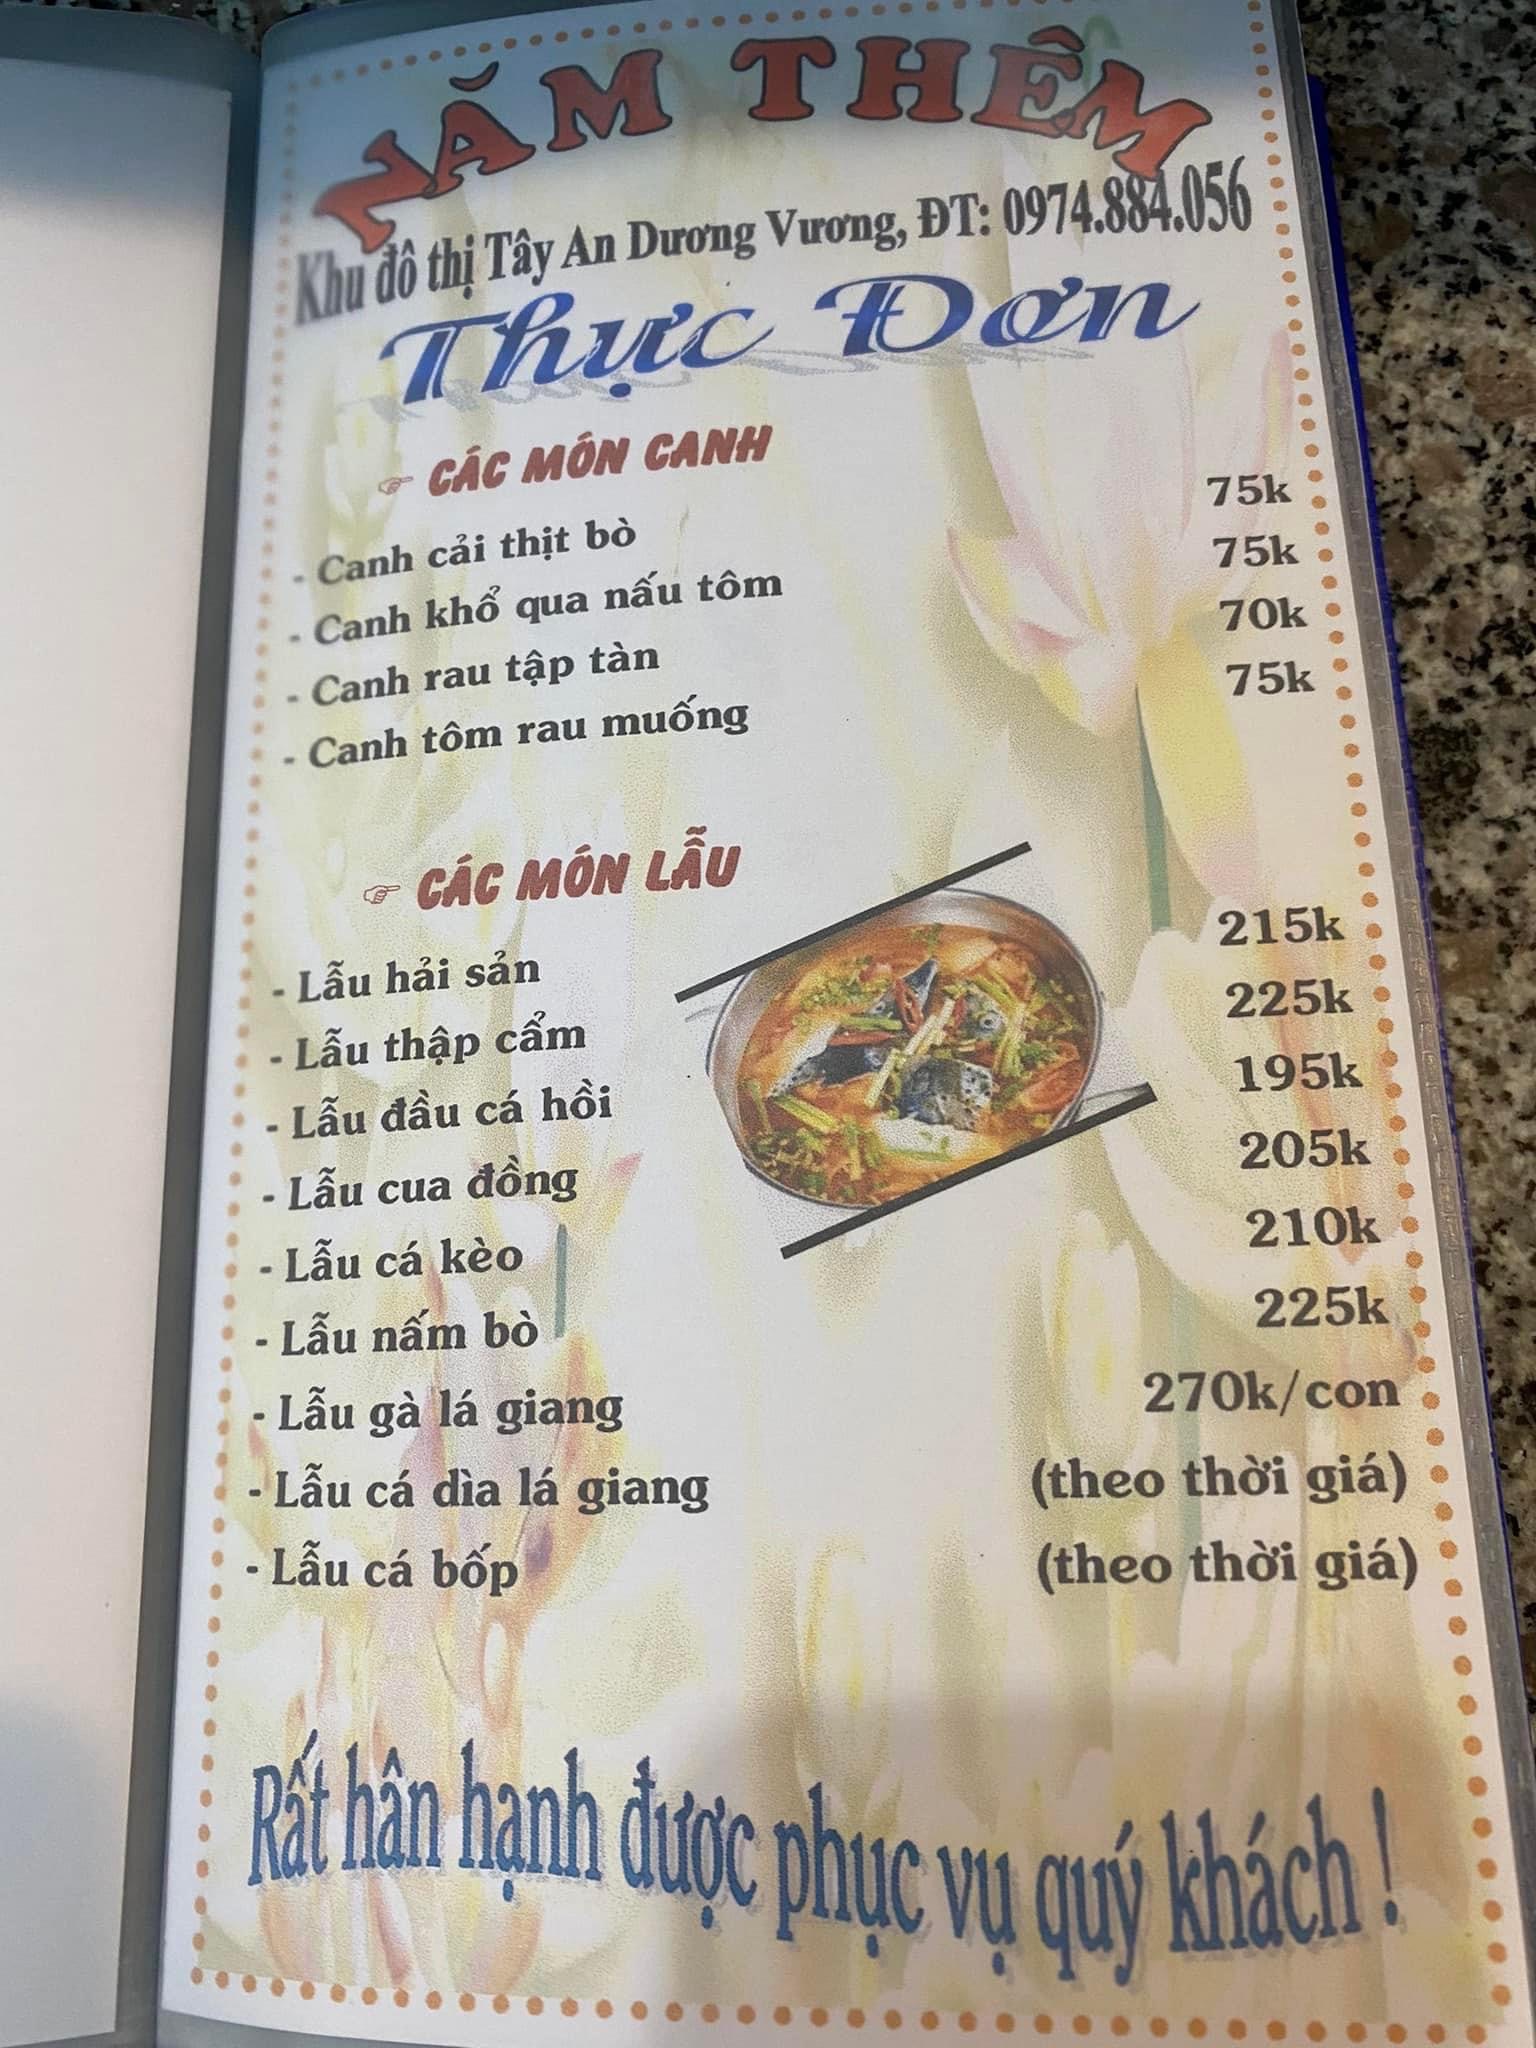 NĂM THÊM
Khu đô thị Tây An Dương Vương, ĐT: 0974.884.056
Thực Đơn
☞ CÁC MÓN CANH
- Canh cải thịt bò 75k
- Canh khổ qua nấu tôm 75k
- Canh rau tập tàn 70k
- Canh tôm rau muống 75k
☞ CÁC MÓN LẪU
- Lẫu hải sản 215k
- Lẫu thập cẩm 225k
- Lẫu đầu cá hồi 195k
- Lẫu cua đồng 205k
- Lẫu cá kèo 210k
- Lẫu nấm bò 225k
- Lẫu gà lá giang 270k/con
- Lẫu cá dìa lá giang (theo thời giá)
- Lẫu cá bốp (theo thời giá)
Rất hân hạnh được phục vụ quý khách !